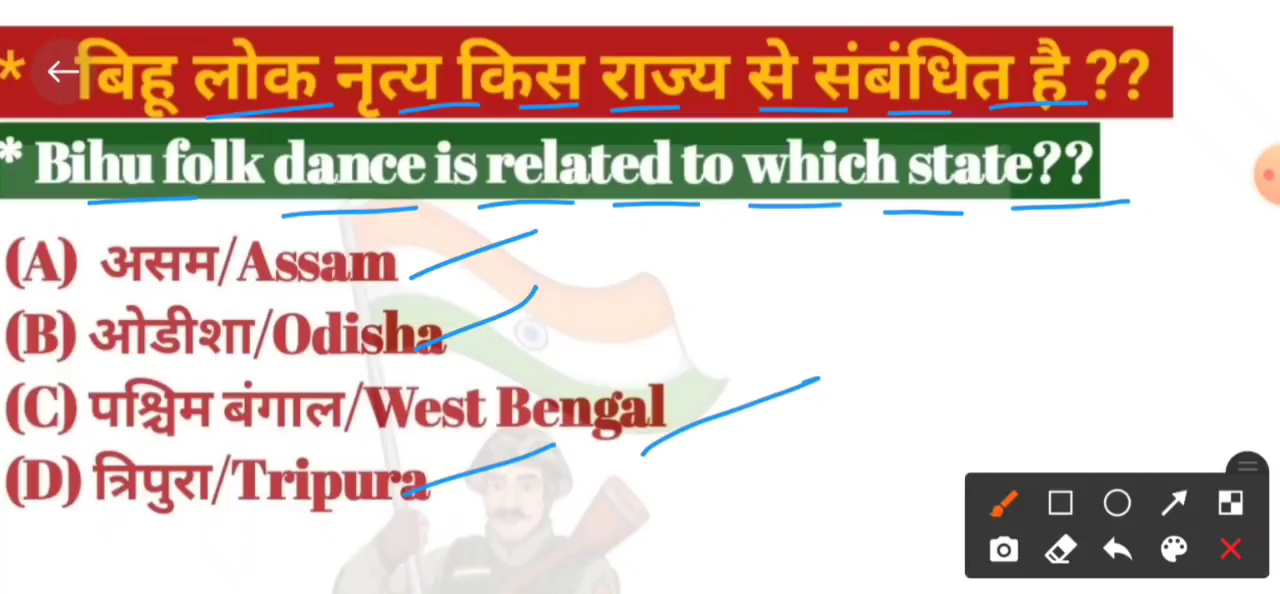 * बिहू लोक नृत्य किस राज्य से संबंधित है ??
* Bihu folk dance is related to which state??
(A) असम/Assam
(B) ओडीशा/Odisha
(C) पश्चिम बंगाल/West Bengal
(D) त्रिपुरा/Tripura